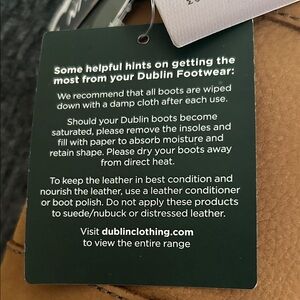 Some helpful hints on getting the
most from your Dublin Footwear:
We recommend that all boots are wiped
down with a damp cloth after each use.
Should your Dublin boots become
saturated, please remove the insoles and
fill with paper to absorb moisture and
retain shape. Please dry your boots away
from direct heat.
To keep the leather in best condition and
nourish the leather, use a leather conditioner
or boot polish. Do not apply these products
to suede/nubuck or distressed leather.
Visit dublinclothing.com
to view the entire range